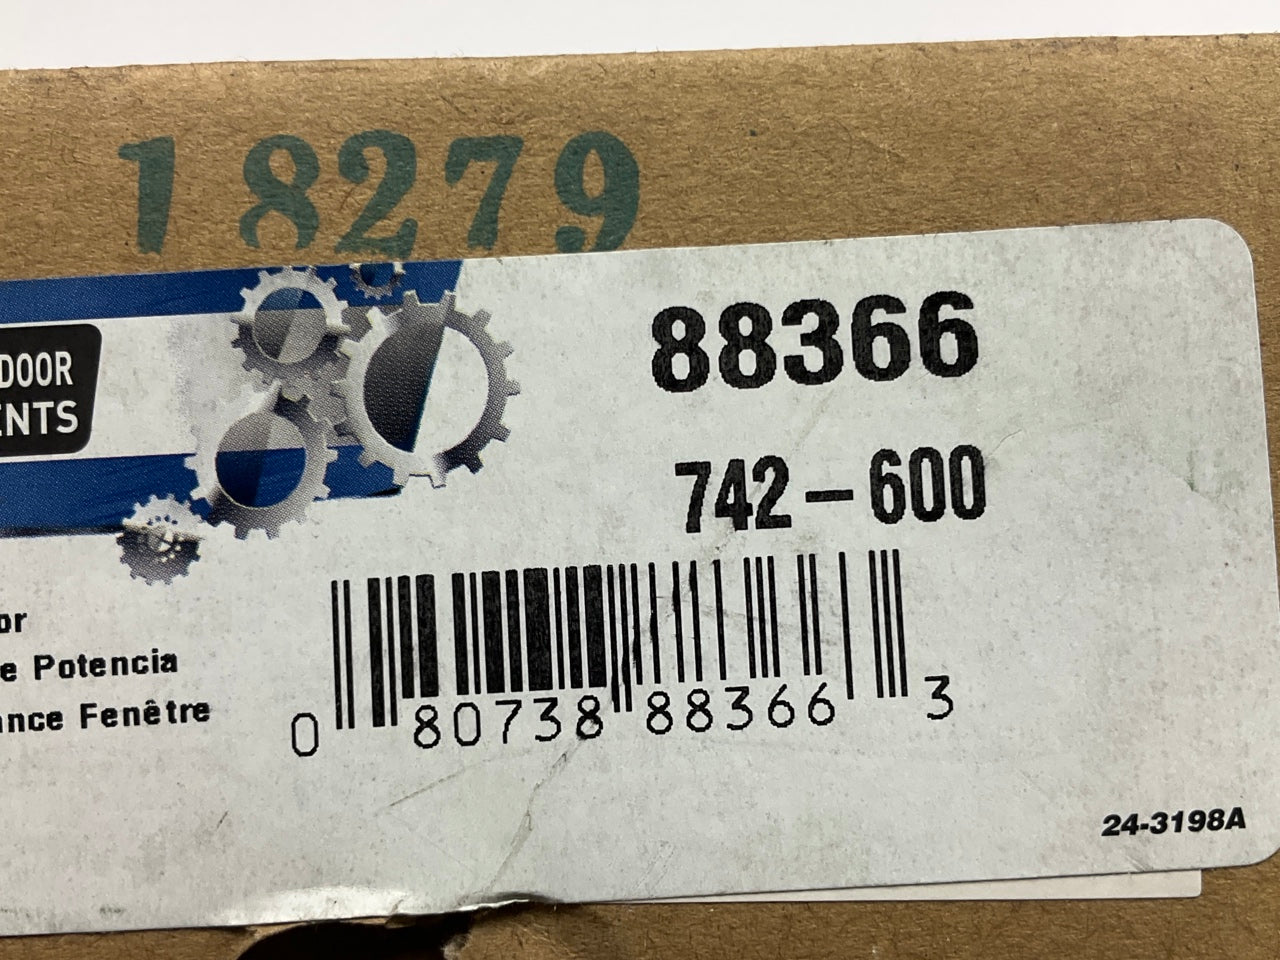 18279
DOOR
ENTS
88366
742-600
or
e Potencia
ance Fenêtre
0 80738 88366 3
24-3198A